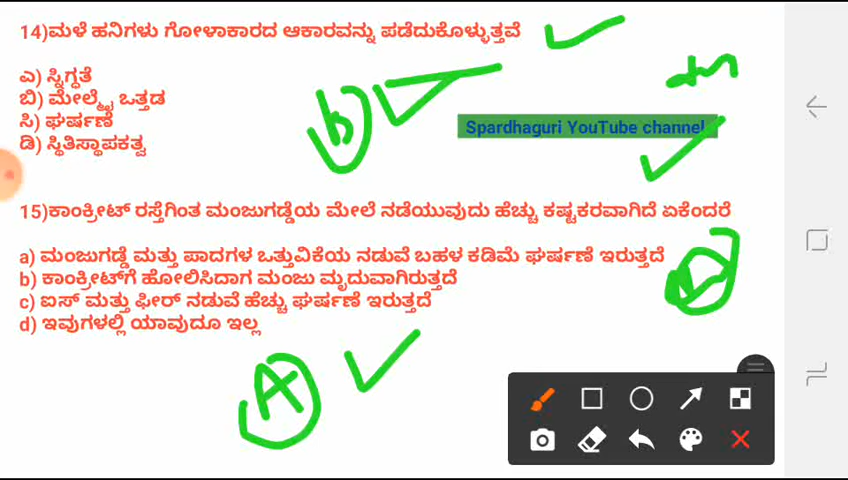 14)ಮಳೆ ಹನಿಗಳು ಗೋಳಾಕಾರದ ಆಕಾರವನ್ನು ಪಡೆದುಕೊಳ್ಳುತ್ತವೆ
ಎ) ಸ್ನಿಗ್ಧತೆ
ಬಿ) ಮೇಲ್ಮೈ ಒತ್ತಡ
ಸಿ) ಘರ್ಷಣೆ
ಡಿ) ಸ್ಥಿತಿಸ್ಥಾಪಕತ್ವ
b
Spardhaguri YouTube channel
15)ಕಾಂಕ್ರೀಟ್ ರಸ್ತೆಗಿಂತ ಮಂಜುಗಡ್ಡೆಯ ಮೇಲೆ ನಡೆಯುವುದು ಹೆಚ್ಚು ಕಷ್ಟಕರವಾಗಿದೆ ಏಕೆಂದರೆ
a) ಮಂಜುಗಡ್ಡೆ ಮತ್ತು ಪಾದಗಳ ಒತ್ತುವಿಕೆಯ ನಡುವೆ ಬಹಳ ಕಡಿಮೆ ಘರ್ಷಣೆ ಇರುತ್ತದೆ
b) ಕಾಂಕ್ರೀಟ್‌ಗೆ ಹೋಲಿಸಿದಾಗ ಮಂಜು ಮೃದುವಾಗಿರುತ್ತದೆ
c) ಐಸ್ ಮತ್ತು ಫೀರ್ ನಡುವೆ ಹೆಚ್ಚು ಘರ್ಷಣೆ ಇರುತ್ತದೆ
d) ಇವುಗಳಲ್ಲಿ ಯಾವುದೂ ಇಲ್ಲ
A